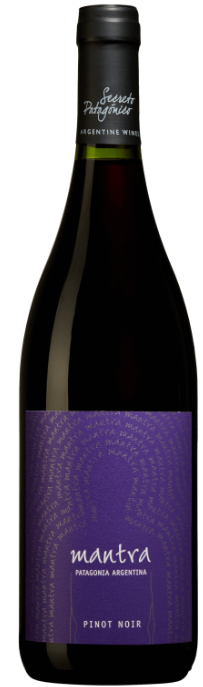 Secreto
Patagónico
ARGENTINE WINES
mantra
PATAGONIA ARGENTINA
PINOT NOIR